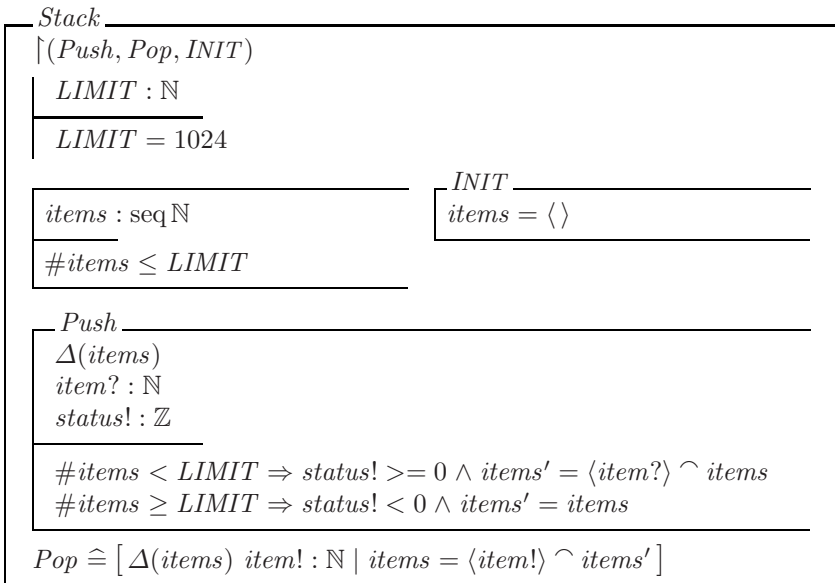 Stack
↾(Push, Pop, INIT)
LIMIT : ℕ
LIMIT = 1024
items : seq ℕ
#items ≤ LIMIT
INIT
items = ⟨ ⟩
Push
Δ(items)
item? : ℕ
status! : ℤ
#items < LIMIT ⇒ status! >= 0 ∧ items′ = ⟨item?⟩ ⌢ items
#items ≥ LIMIT ⇒ status! < 0 ∧ items′ = items
Pop ≙ [ Δ(items) item! : ℕ | items = ⟨item!⟩ ⌢ items′ ]